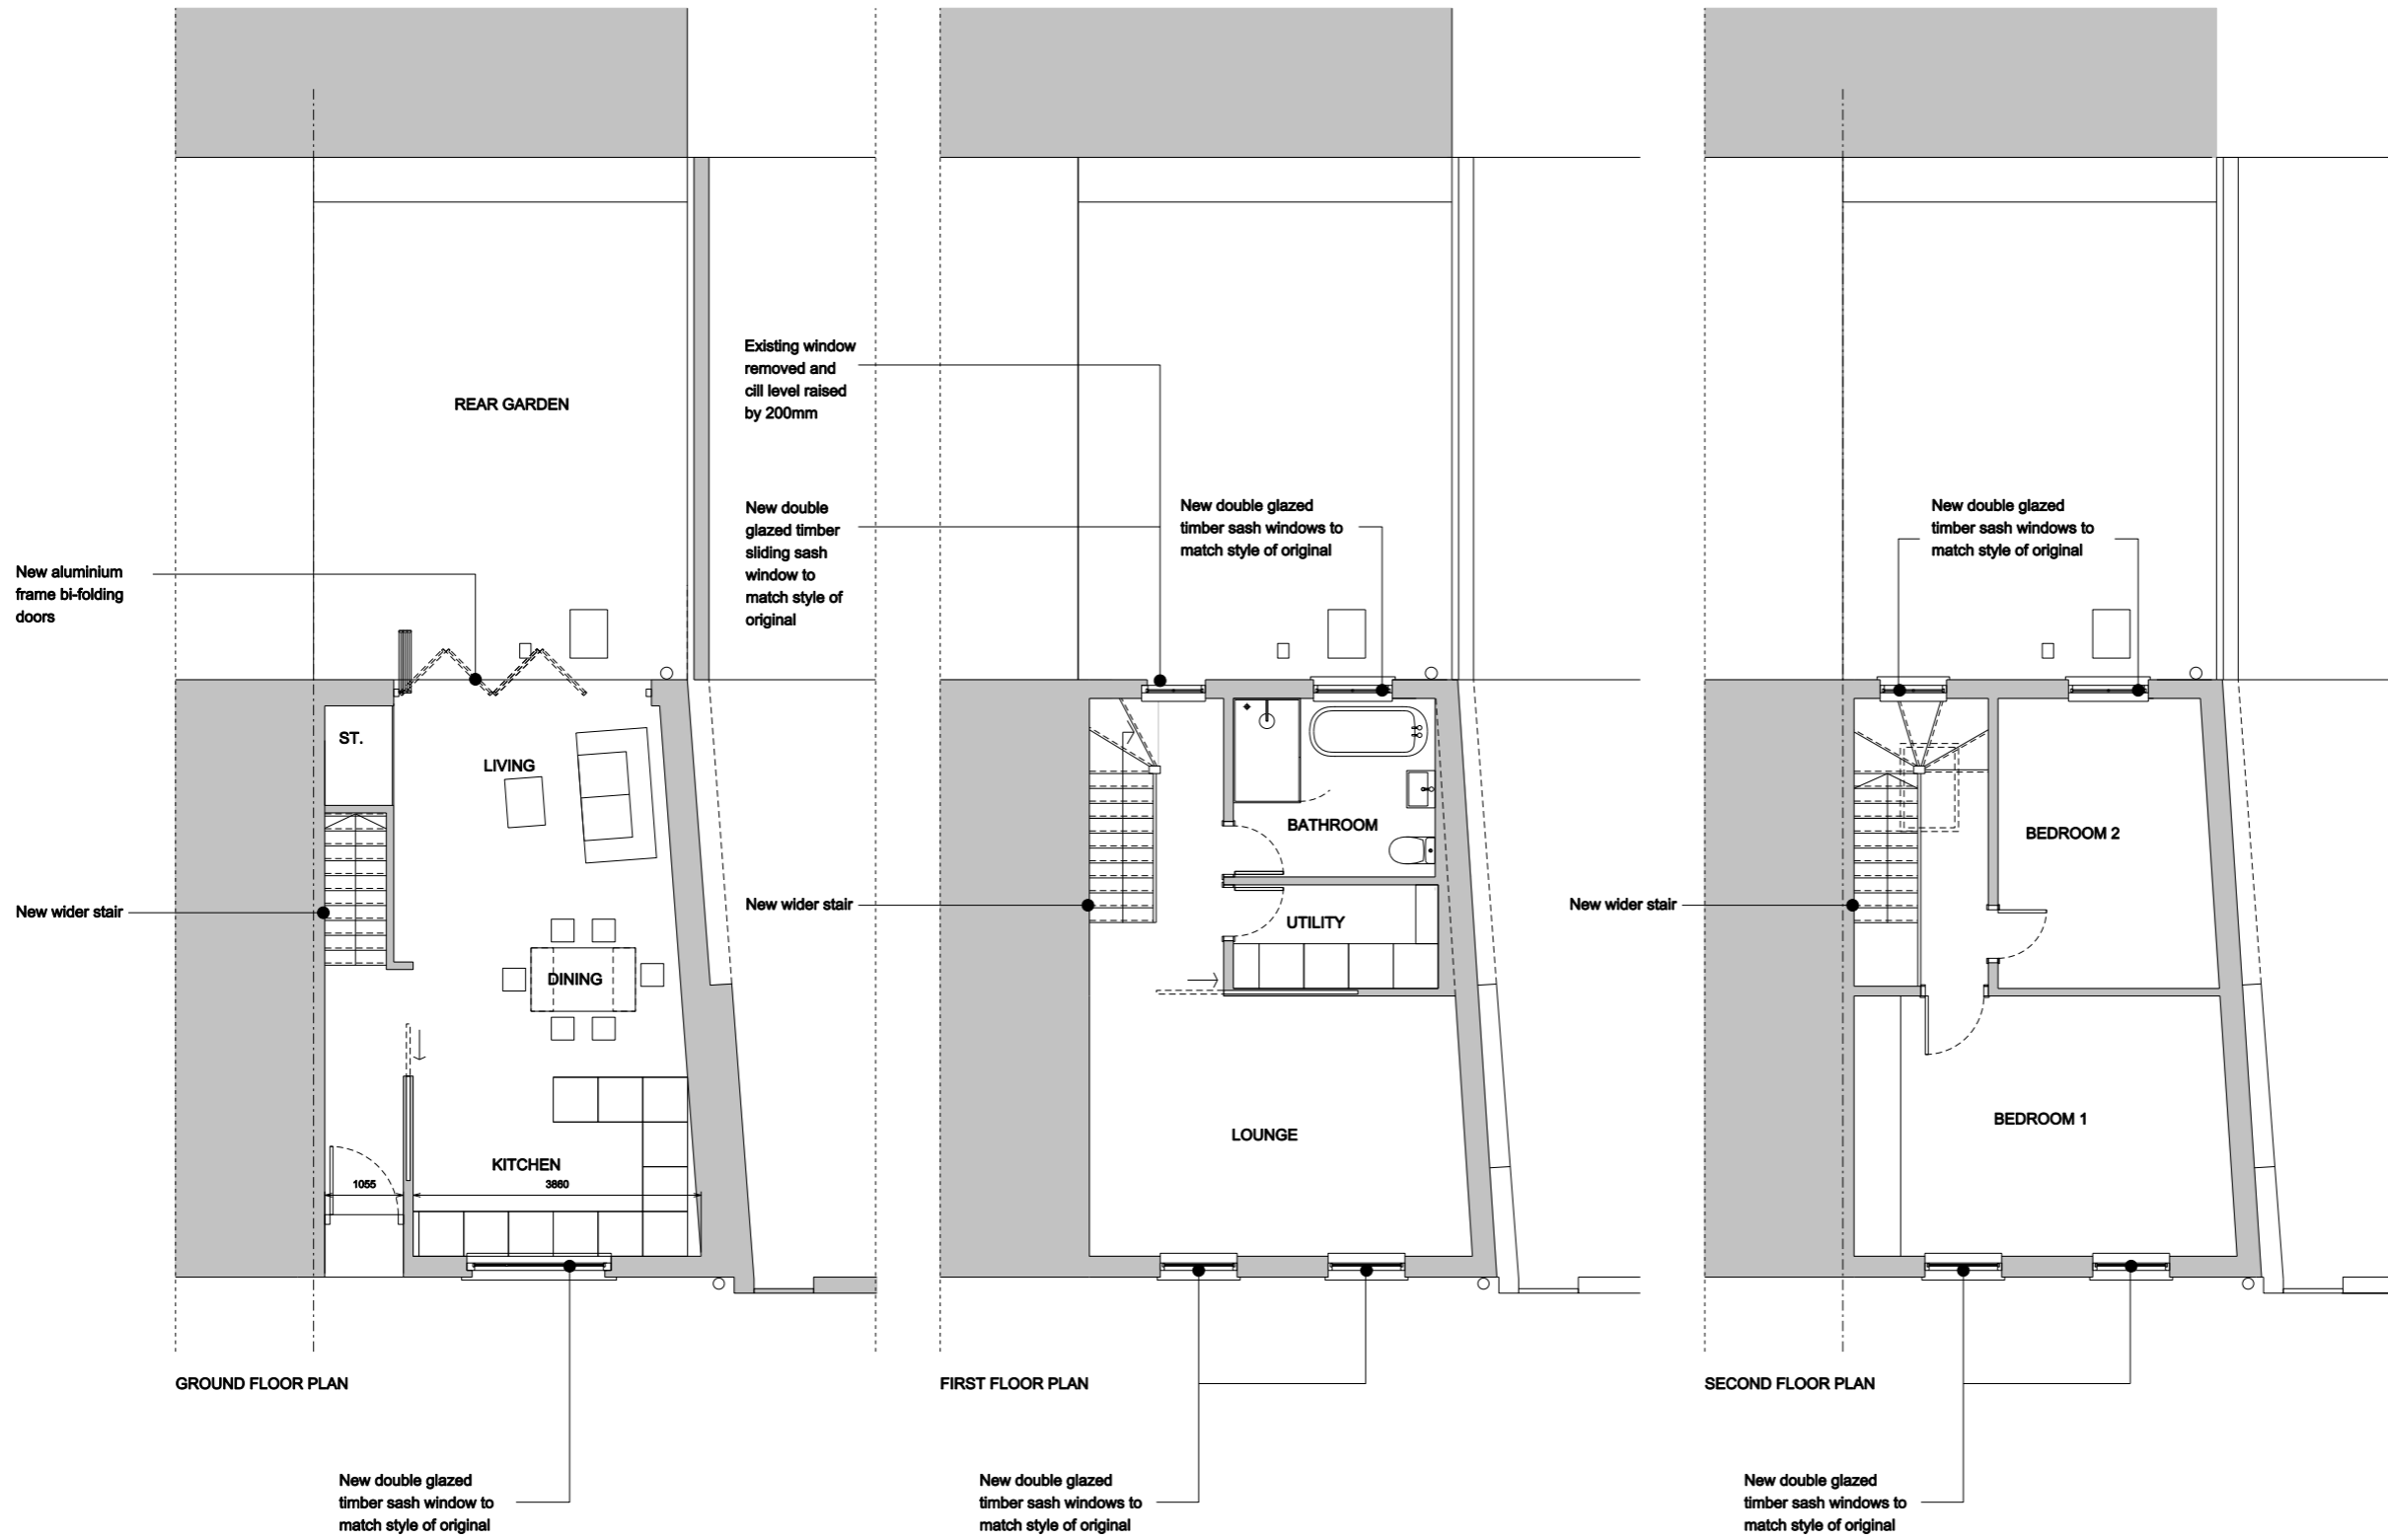 REAR GARDEN
New aluminium
frame bi-folding
doors
ST.
LIVING
New wider stair
DINING
KITCHEN
1055
3860
GROUND FLOOR PLAN
New double glazed
timber sash window to
match style of original
Existing window
removed and
cill level raised
by 200mm
New double
glazed timber
sliding sash
window to
match style of
original
New double glazed
timber sash windows to
match style of original
BATHROOM
New wider stair
UTILITY
LOUNGE
FIRST FLOOR PLAN
New double glazed
timber sash windows to
match style of original
New double glazed
timber sash windows to
match style of original
BEDROOM 2
New wider stair
BEDROOM 1
SECOND FLOOR PLAN
New double glazed
timber sash windows to
match style of original